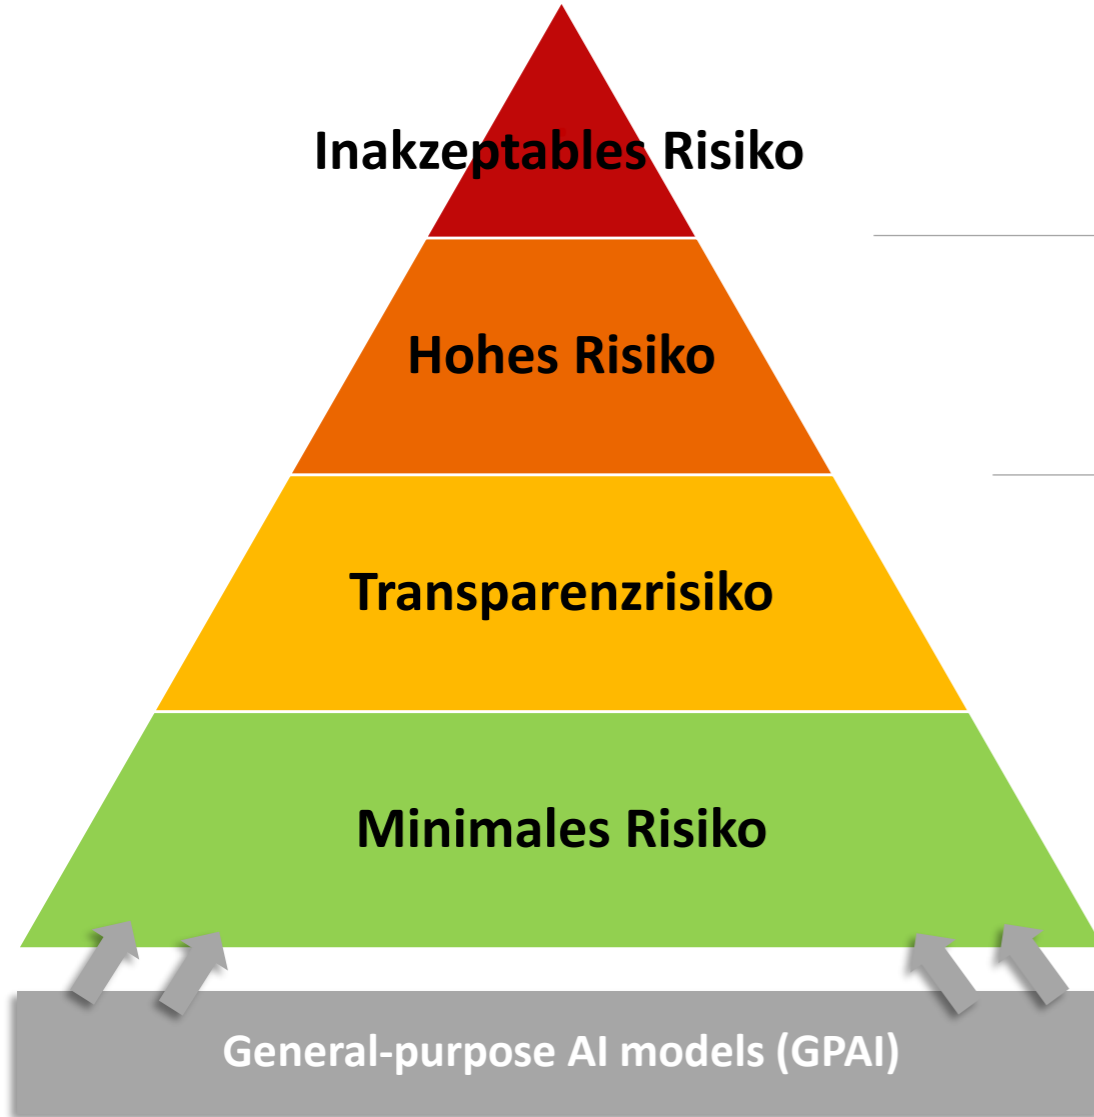 Inakzeptables Risiko
Hohes Risiko
Transparenzrisiko
Minimales Risiko
General-purpose AI models (GPAI)